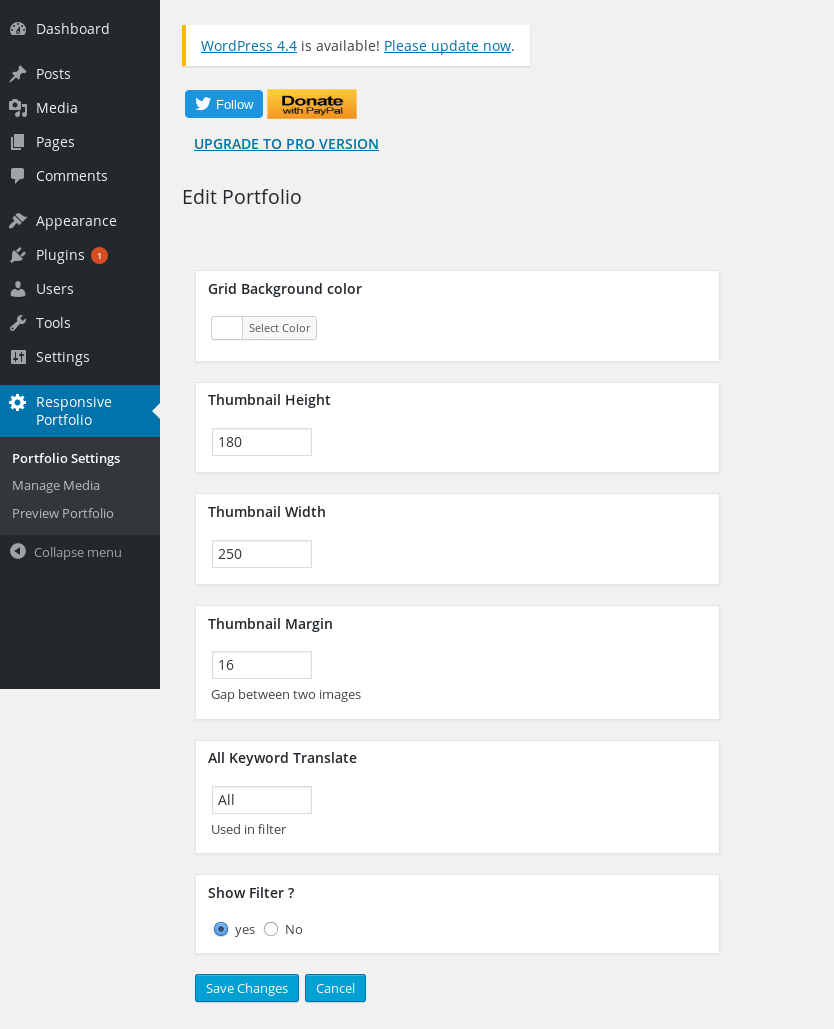 Dashboard
Posts
Media
Pages
Comments
Appearance
Plugins 1
Users
Tools
Settings
Responsive
Portfolio
Portfolio Settings
Manage Media
Preview Portfolio
Collapse menu
WordPress 4.4 is available! Please update now.
Follow
Donate
with PayPal
UPGRADE TO PRO VERSION
Edit Portfolio
Grid Background color
Select Color
Thumbnail Height
180
Thumbnail Width
250
Thumbnail Margin
16
Gap between two images
All Keyword Translate
All
Used in filter
Show Filter ?
yes No
Save Changes Cancel